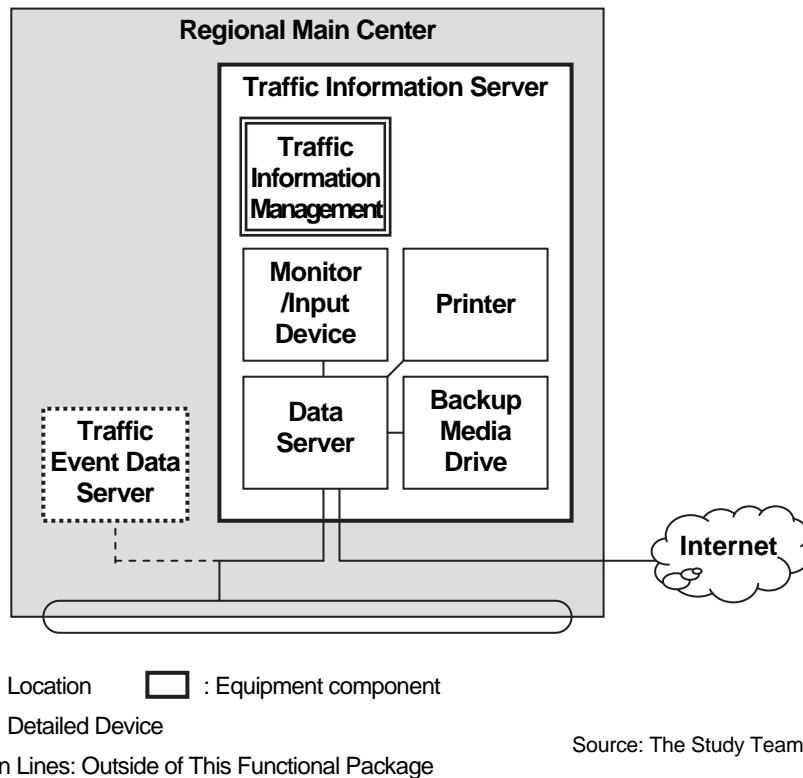 Regional Main Center
Traffic Information Server
Traffic
Information
Management
Monitor
/Input
Device
Printer
Data
Server
Backup
Media
Drive
Traffic
Event Data
Server
Internet
Location
: Equipment component
Detailed Device
Source: The Study Team
Lines: Outside of This Functional Package